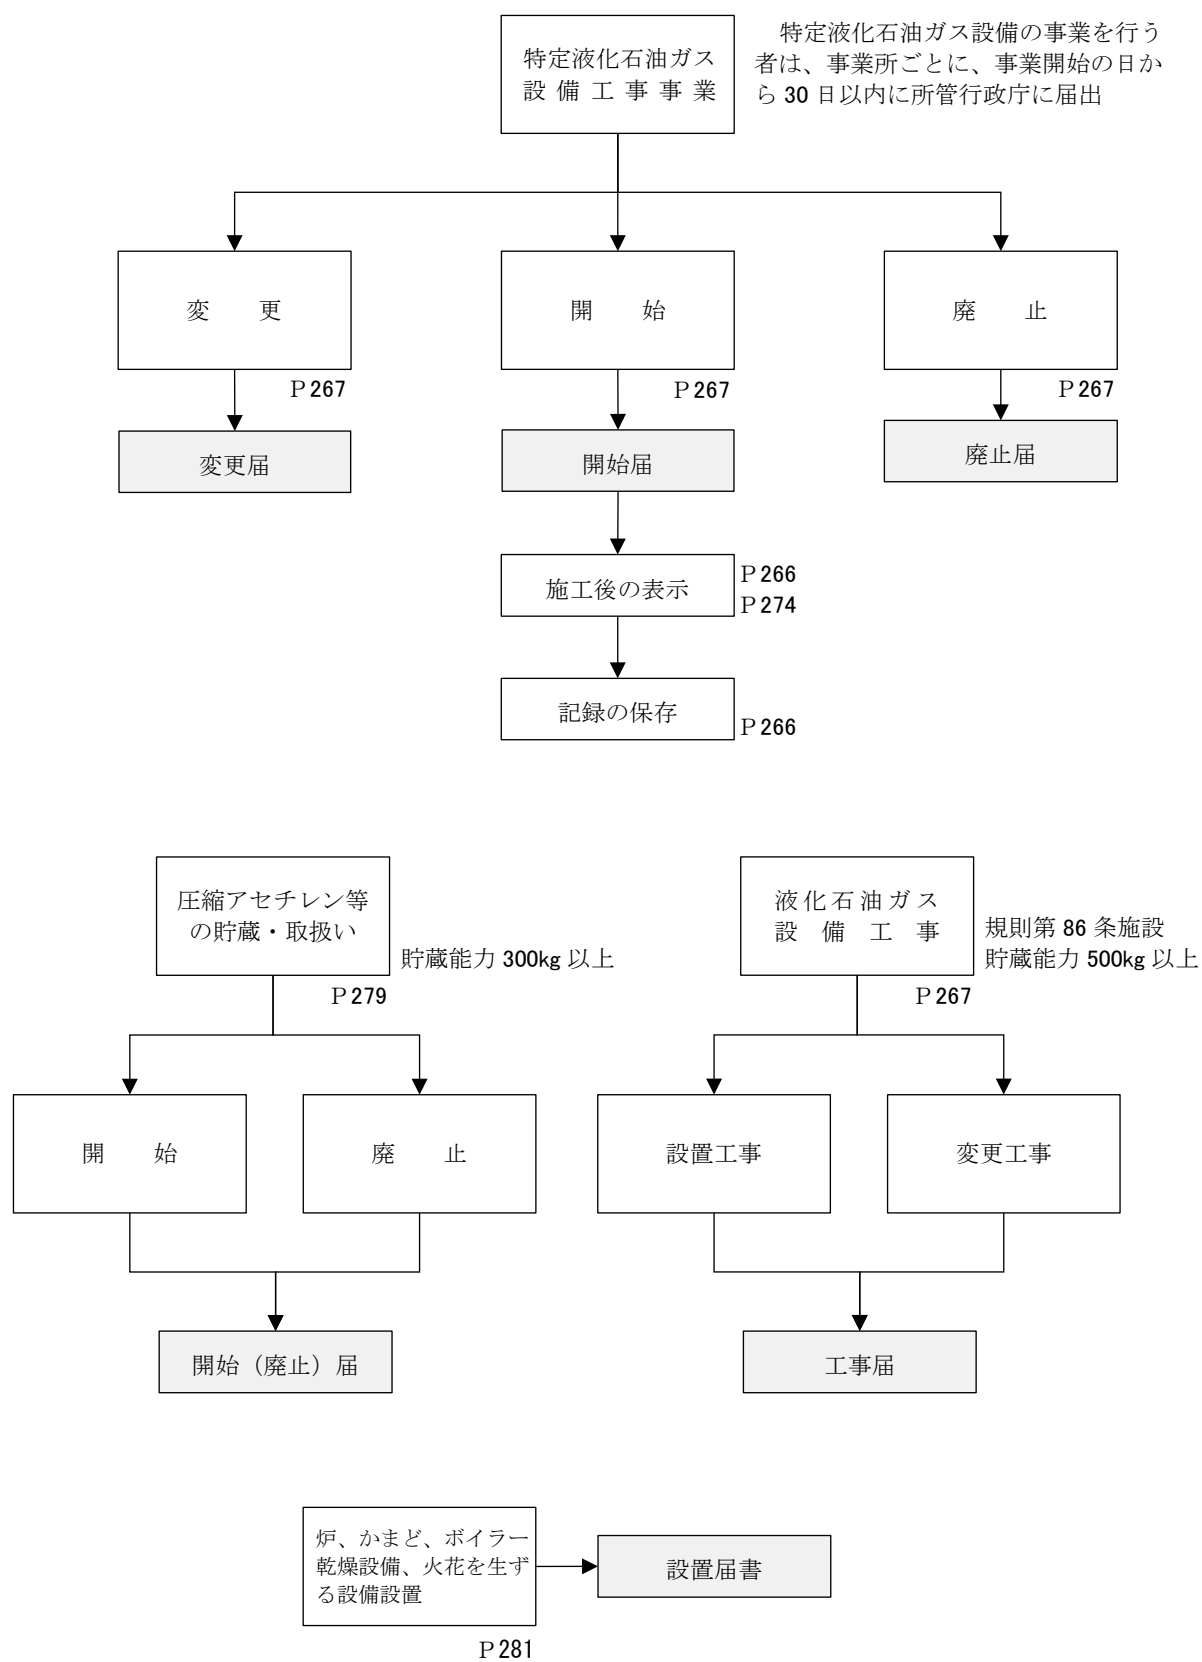 特定液化石油ガス
設備工事事業
特定液化石油ガス設備の事業を行う
者は、事業所ごとに、事業開始の日か
ら30日以内に所管行政庁に届出
変　更
開　始
廃　止
Ｐ267
Ｐ267
Ｐ267
変更届
開始届
廃止届
施工後の表示
Ｐ266
Ｐ274
記録の保存
Ｐ266
圧縮アセチレン等
の貯蔵・取扱い
貯蔵能力300kg以上
Ｐ279
液化石油ガス
設備工事
規則第86条施設
貯蔵能力500kg以上
Ｐ267
開　始
廃　止
設置工事
変更工事
開始（廃止）届
工事届
炉、かまど、ボイラー
乾燥設備、火花を生ず
る設備設置
設置届書
Ｐ281